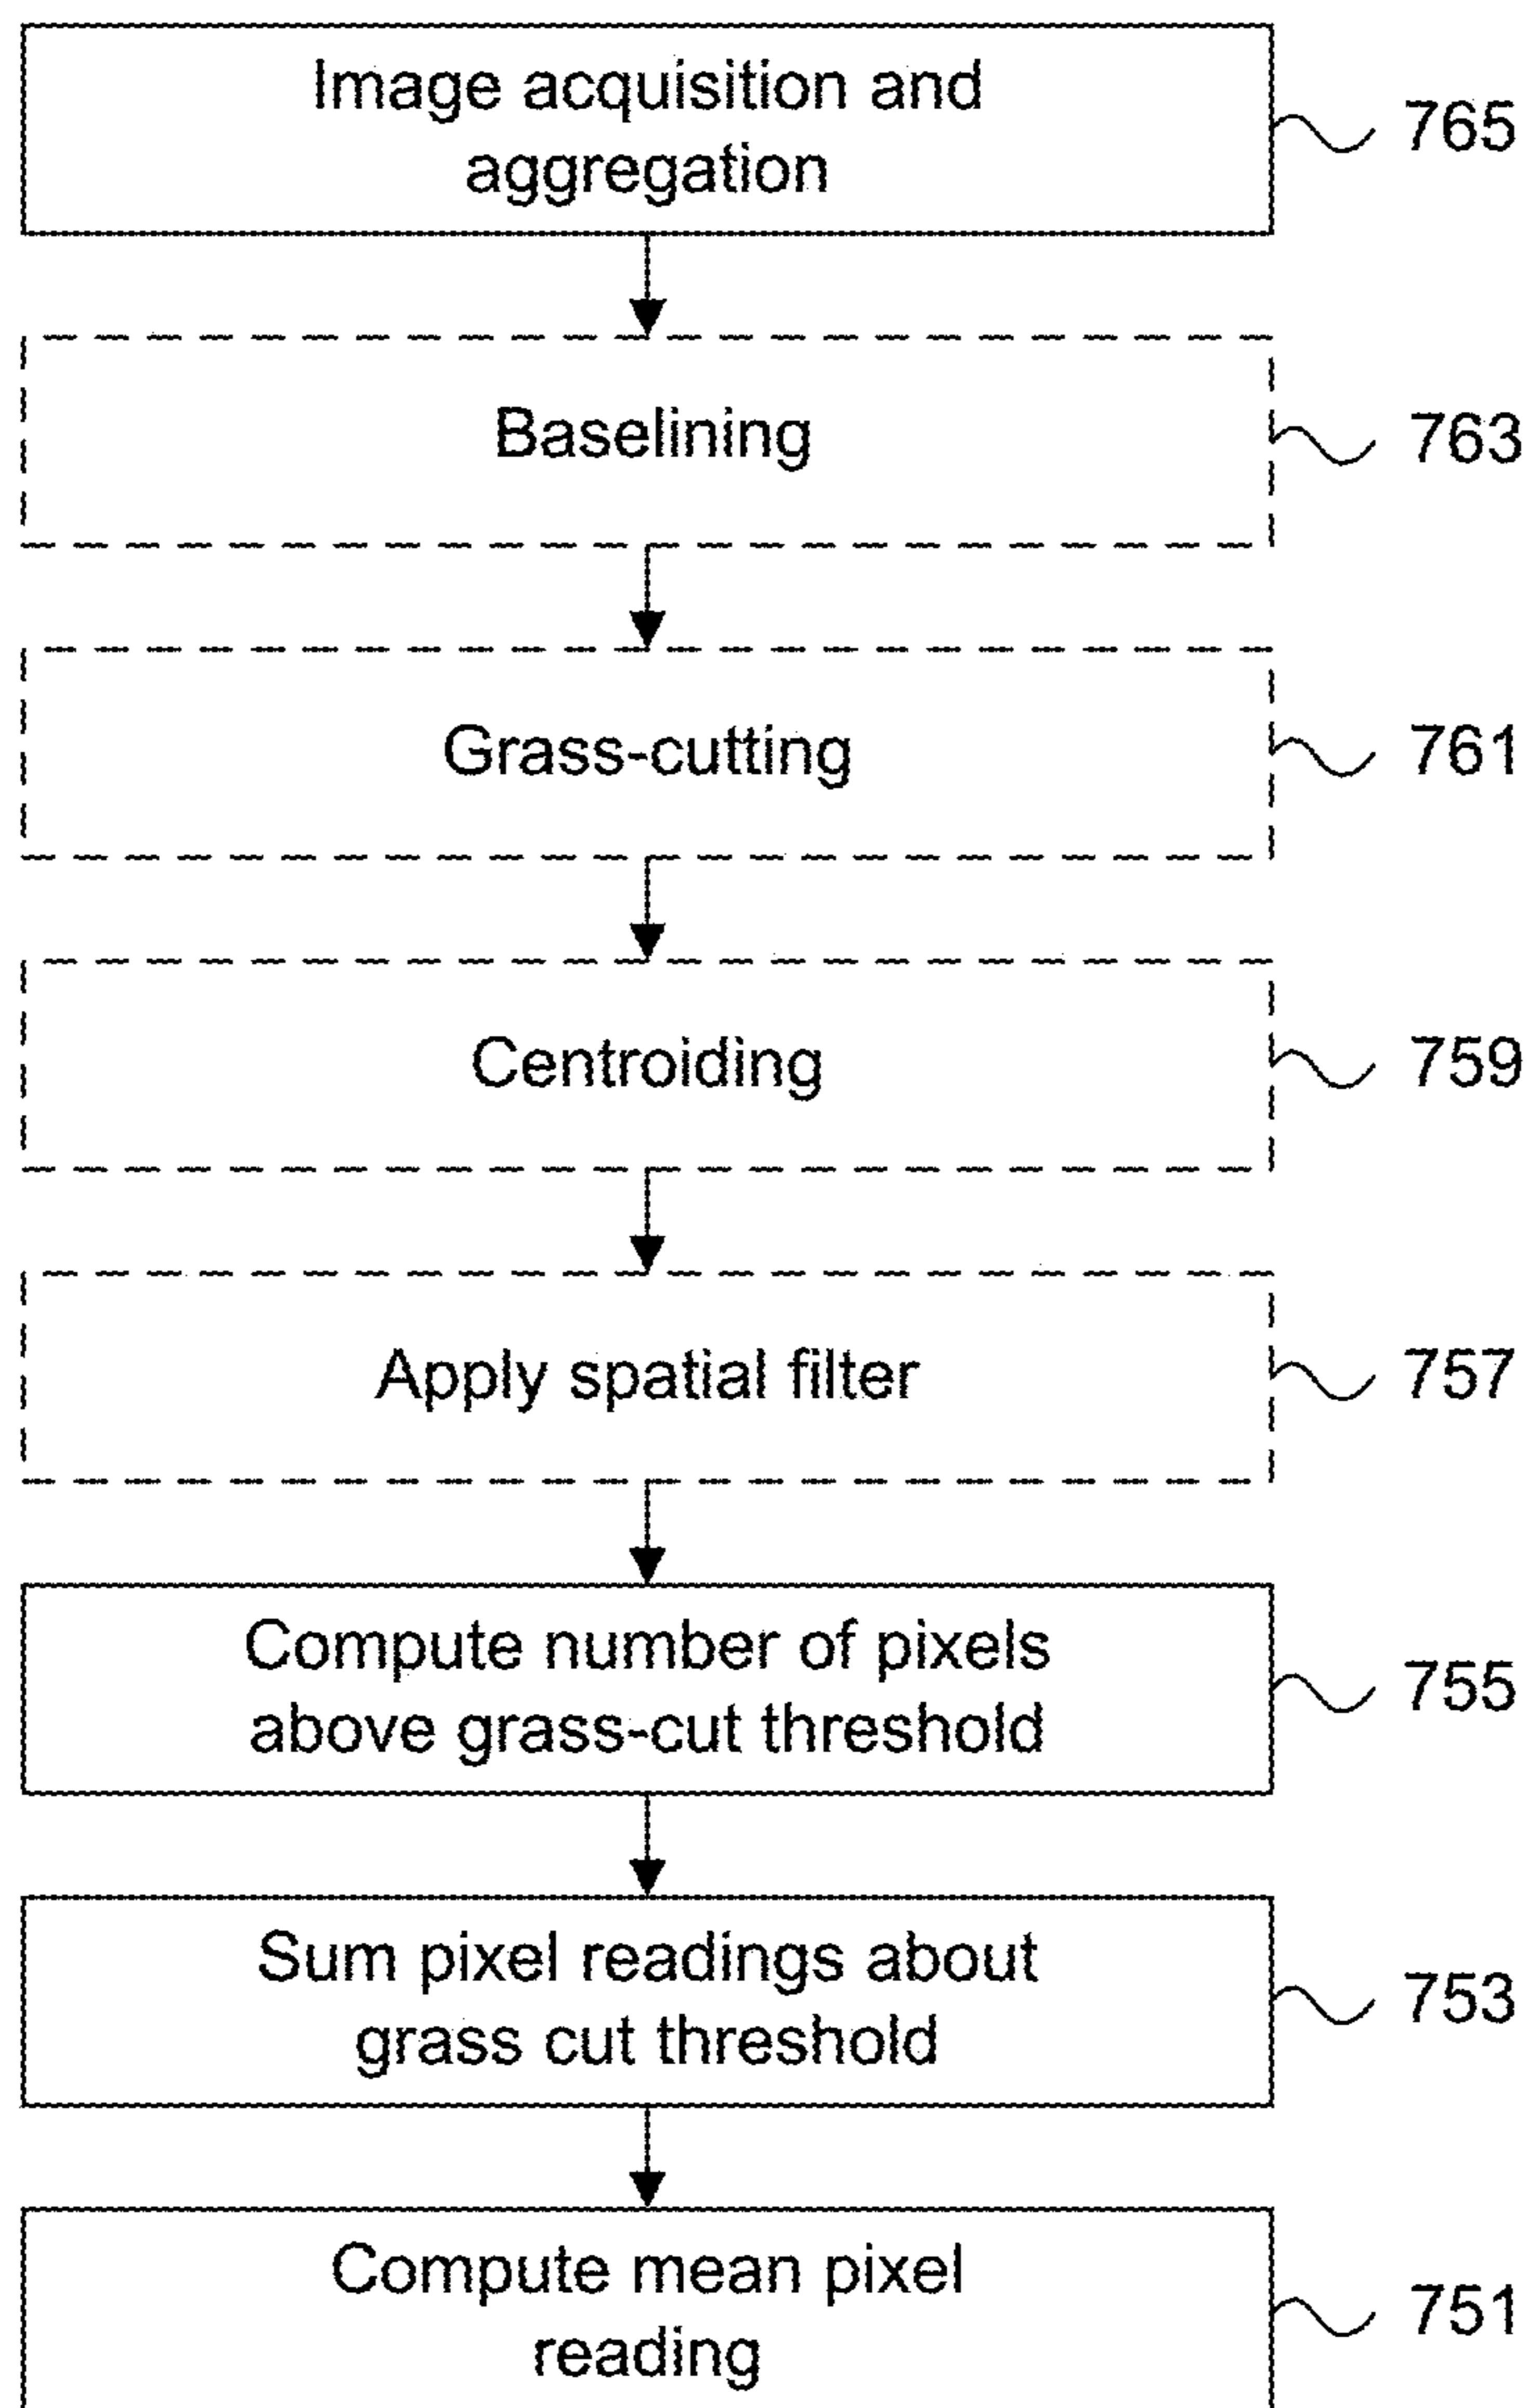 Image acquisition and
aggregation
765
Baselining
763
Grass-cutting
761
Centroiding
759
Apply spatial filter
757
Compute number of pixels
above grass-cut threshold
755
Sum pixel readings about
grass cut threshold
753
Compute mean pixel
reading
751